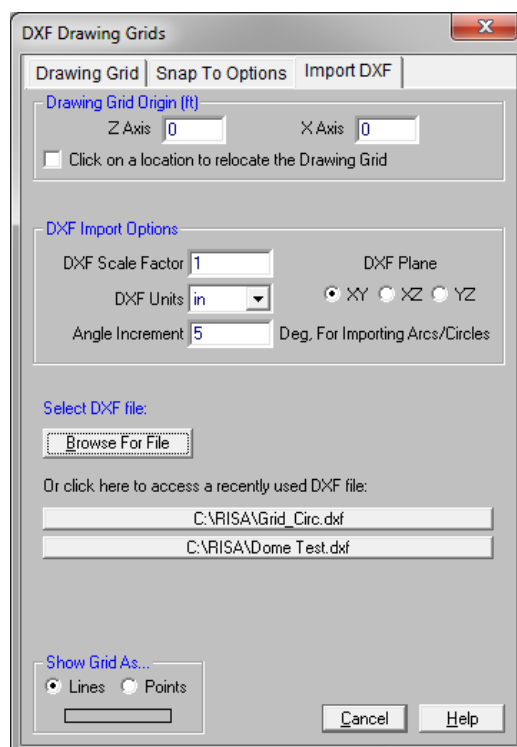 DXF Drawing Grids
Drawing Grid Snap To Options Import DXF
Drawing Grid Origin (ft)
Z Axis 0 X Axis 0
Click on a location to relocate the Drawing Grid
DXF Import Options
DXF Scale Factor 1 DXF Plane
DXF Units in XY XZ YZ
Angle Increment 5 Deg, For Importing Arcs/Circles
Select DXF file:
Browse For File
Or click here to access a recently used DXF file:
C:\RISA\Grid_Circ.dxf
C:\RISA\Dome Test.dxf
Show Grid As...
Lines Points
Cancel Help